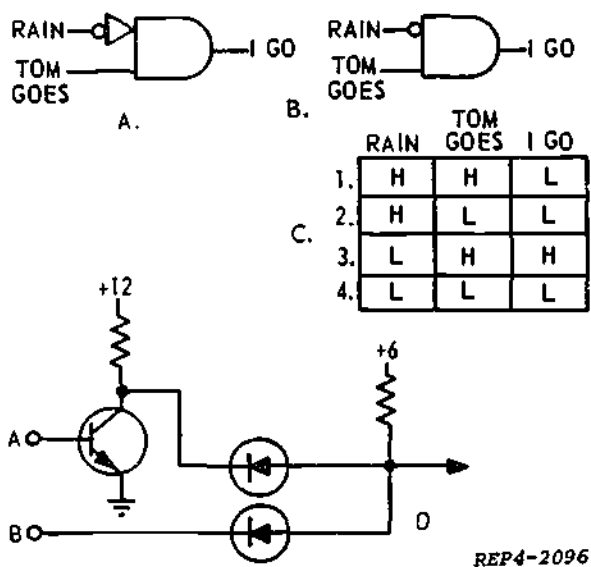 RAIN
TOM
GOES
I GO
A.
RAIN
TOM
GOES
I GO
B.
C.
RAIN TOM GOES I GO
1. H H L
2. H L L
3. L H H
4. L L L
+12
+6
A
B
D
REP4-2096